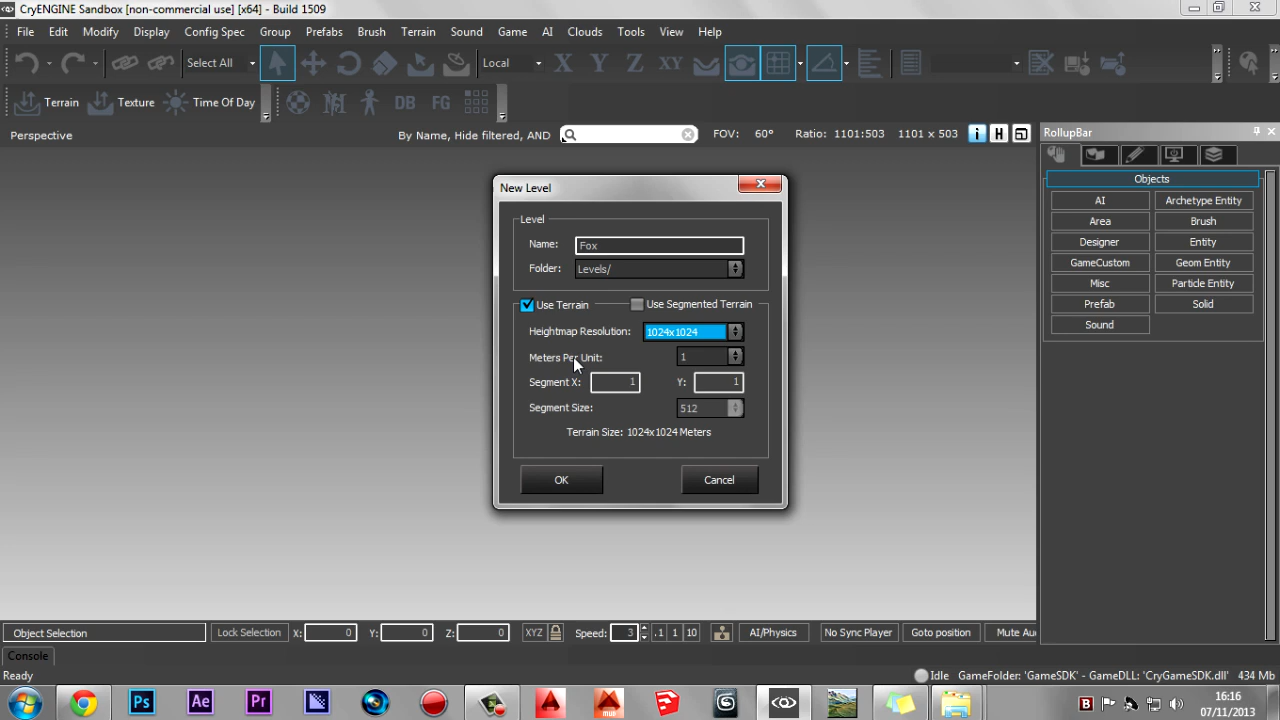 CryENGINE Sandbox [non-commercial use] [x64] - Build 1509
File Edit Modify Display Config Spec Group Prefabs Brush Terrain Sound Game AI Clouds Tools View Help
Select All Local X Y Z XY
Terrain Texture Time Of Day DB FG
Perspective By Name, Hide filtered, AND FOV: 60° Ratio: 1101:503 1101 x 503 i H
RollupBar
Objects
AI Archetype Entity
Area Brush
Designer Entity
GameCustom Geom Entity
Misc Particle Entity
Prefab Solid
Sound
New Level
Level
Name: Fox
Folder: Levels/
Use Terrain Use Segmented Terrain
Heightmap Resolution: 1024x1024
Meters Per Unit: 1
Segment X: 1 Y: 1
Segment Size: 512
Terrain Size: 1024x1024 Meters
OK Cancel
Object Selection Lock Selection X: 0 Y: 0 Z: 0 XYZ Speed: 3 .1 1 10 AI/Physics No Sync Player Goto position Mute Au
Console
Ready Idle GameFolder: 'GameSDK' - GameDLL: 'CryGameSDK.dll' 434 Mb
Ps Ae Pr B 16:16
07/11/2013